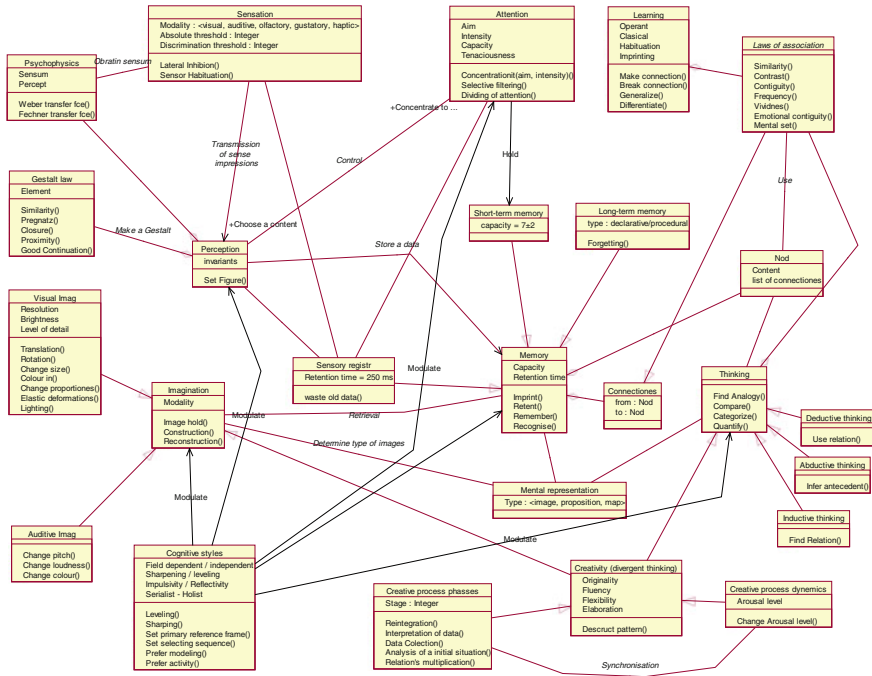 Sensation
Modality : <visual, auditive, olfactory, gustatory, haptic>
Absolute threshold : Integer
Discrimination threshold : Integer
Lateral Inhibion()
Sensor Habituation()
Attention
Aim
Intensity
Capacity
Tenaciousness
Concentrationit(aim, intensity)()
Selective filtering()
Dividing of attention()
Learning
Operant
Clasical
Habituation
Imprinting
Make connection()
Break connection()
Generalize()
Differentiate()
Laws of association
Similarity()
Contrast()
Contiguity()
Frequency()
Vividnes()
Emotional contiguity()
Mental set()
Psychophysics
Sensum
Percept
Weber transfer fce()
Fechner transfer fce()
Obratin sensum
+Concentrate to ...
Transmission
of sense
impressions
Control
Hold
Use
Gestalt law
Element
Similarity()
Pregnatz()
Closure()
Proximity()
Good Continuation()
Make a Gestalt
+Choose a content
Perception
invariants
Set Figure()
Store a data
Short-term memory
capacity = 7±2
Long-term memory
type : declarative/procedural
Forgetting()
Nod
Content
list of connectiones
Visual Imag
Resolution
Brightness
Level of detail
Translation()
Rotation()
Change size()
Colour in()
Change proportiones()
Elastic deformations()
Lighting()
Sensory registr
Retention time = 250 ms
waste old data()
Modulate
Memory
Capacity
Retention time
Imprint()
Retent()
Remember()
Recognise()
Connectiones
from : Nod
to : Nod
Thinking
Find Analogy()
Compare()
Categorize()
Quantify()
Imagination
Modality
Image hold()
Construction()
Reconstruction()
Modulate
Retrieval
Determine type of images
Deductive thinking
Use relation()
Abductive thinking
Infer antecedent()
Inductive thinking
Find Relation()
Modulate
Mental representation
Type : <image, proposition, map>
Auditive Imag
Change pitch()
Change loudness()
Change colour()
Cognitive styles
Field dependent / independent
Sharpening / leveling
Impulsivity / Reflectivity
Serialist - Holist
Leveling()
Sharping()
Set primary reference frame()
Set selecting sequence()
Prefer modeling()
Prefer activity()
Modulate
Creative process phasses
Stage : Integer
Reintegration()
Interpretation of data()
Data Colection()
Analysis of a initial situation()
Relation's multiplication()
Creativity (divergent thinking)
Originality
Fluency
Flexibility
Elaboration
Descruct pattern()
Creative process dynemics
Arousal level
Change Arousal level()
Synchronisation